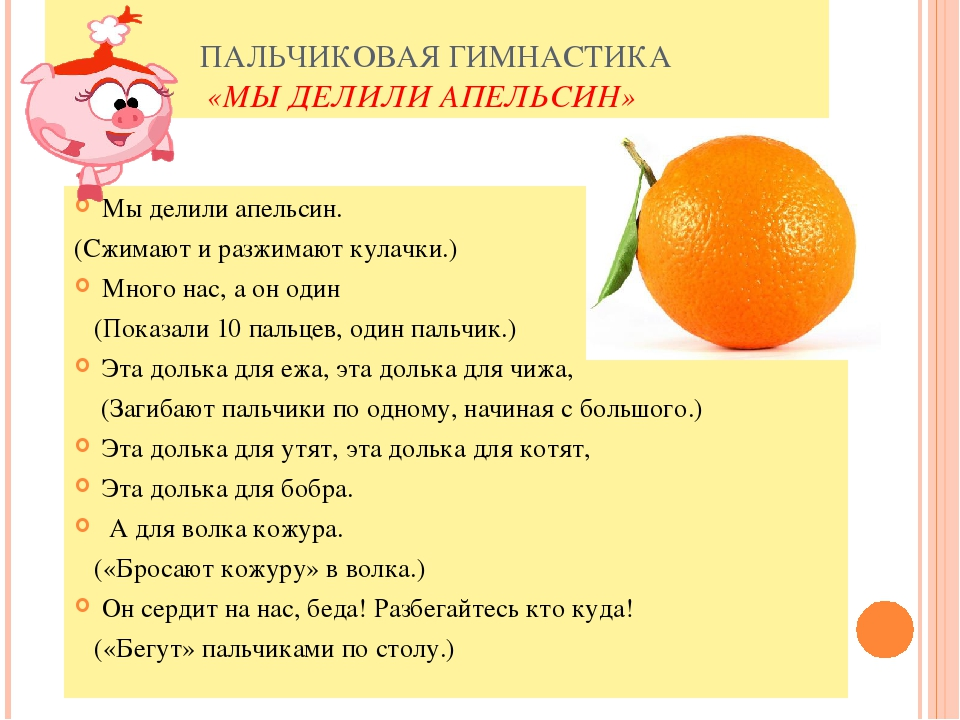 ПАЛЬЧИКОВАЯ ГИМНАСТИКА
«МЫ ДЕЛИЛИ АПЕЛЬСИН»
Мы делили апельсин.
(Сжимают и разжимают кулачки.)
Много нас, а он один
(Показали 10 пальцев, один пальчик.)
Эта долька для ежа, эта долька для чижа,
(Загибают пальчики по одному, начиная с большого.)
Эта долька для утят, эта долька для котят,
Эта долька для бобра.
А для волка кожура.
(«Бросают кожуру» в волка.)
Он сердит на нас, беда! Разбегайтесь кто куда!
(«Бегут» пальчиками по столу.)